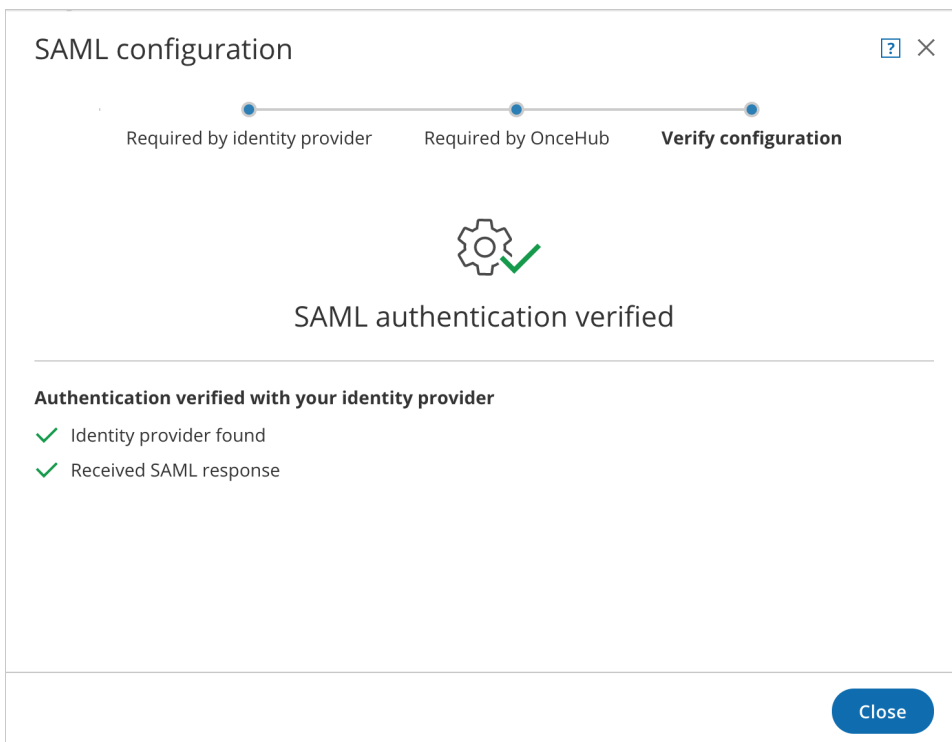 SAML configuration
?
Required by identity provider
Required by OnceHub
Verify configuration
SAML authentication verified
Authentication verified with your identity provider
Identity provider found
Received SAML response
Close